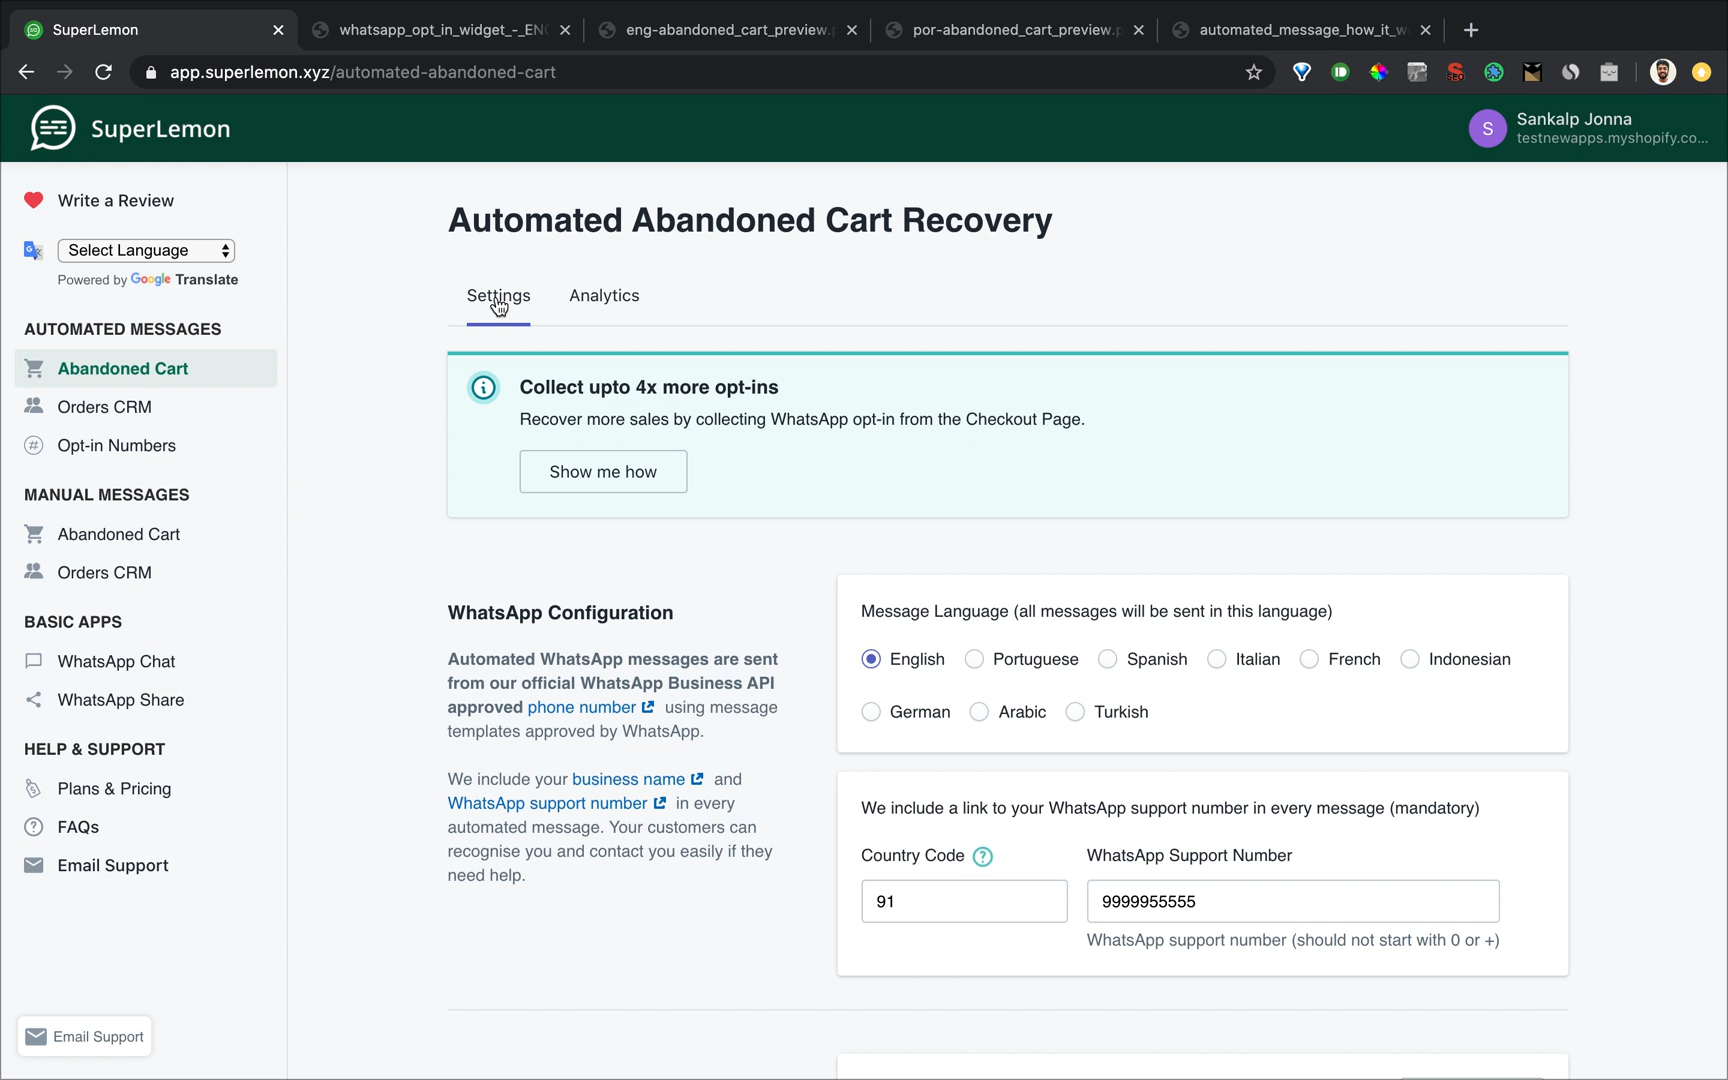 SuperLemon
whatsapp_opt_in_widget_-_EN
eng-abandoned_cart_preview.
por-abandoned_cart_preview.p
automated_message_how_it_w
app.superlemon.xyz/automated-abandoned-cart
SuperLemon
S
Sankalp Jonna
testnewapps.myshopify.co...
Write a Review
Select Language
Powered by Google Translate
AUTOMATED MESSAGES
Abandoned Cart
Orders CRM
Opt-in Numbers
MANUAL MESSAGES
Abandoned Cart
Orders CRM
BASIC APPS
WhatsApp Chat
WhatsApp Share
HELP & SUPPORT
Plans & Pricing
FAQs
Email Support
Email Support
Automated Abandoned Cart Recovery
Settings
Analytics
Collect upto 4x more opt-ins
Recover more sales by collecting WhatsApp opt-in from the Checkout Page.
Show me how
WhatsApp Configuration
Automated WhatsApp messages are sent
from our official WhatsApp Business API
approved phone number using message
templates approved by WhatsApp.
We include your business name and
WhatsApp support number in every
automated message. Your customers can
recognise you and contact you easily if they
need help.
Message Language (all messages will be sent in this language)
English Portuguese Spanish Italian French Indonesian
German Arabic Turkish
We include a link to your WhatsApp support number in every message (mandatory)
Country Code ?
WhatsApp Support Number
91
9999955555
WhatsApp support number (should not start with 0 or +)